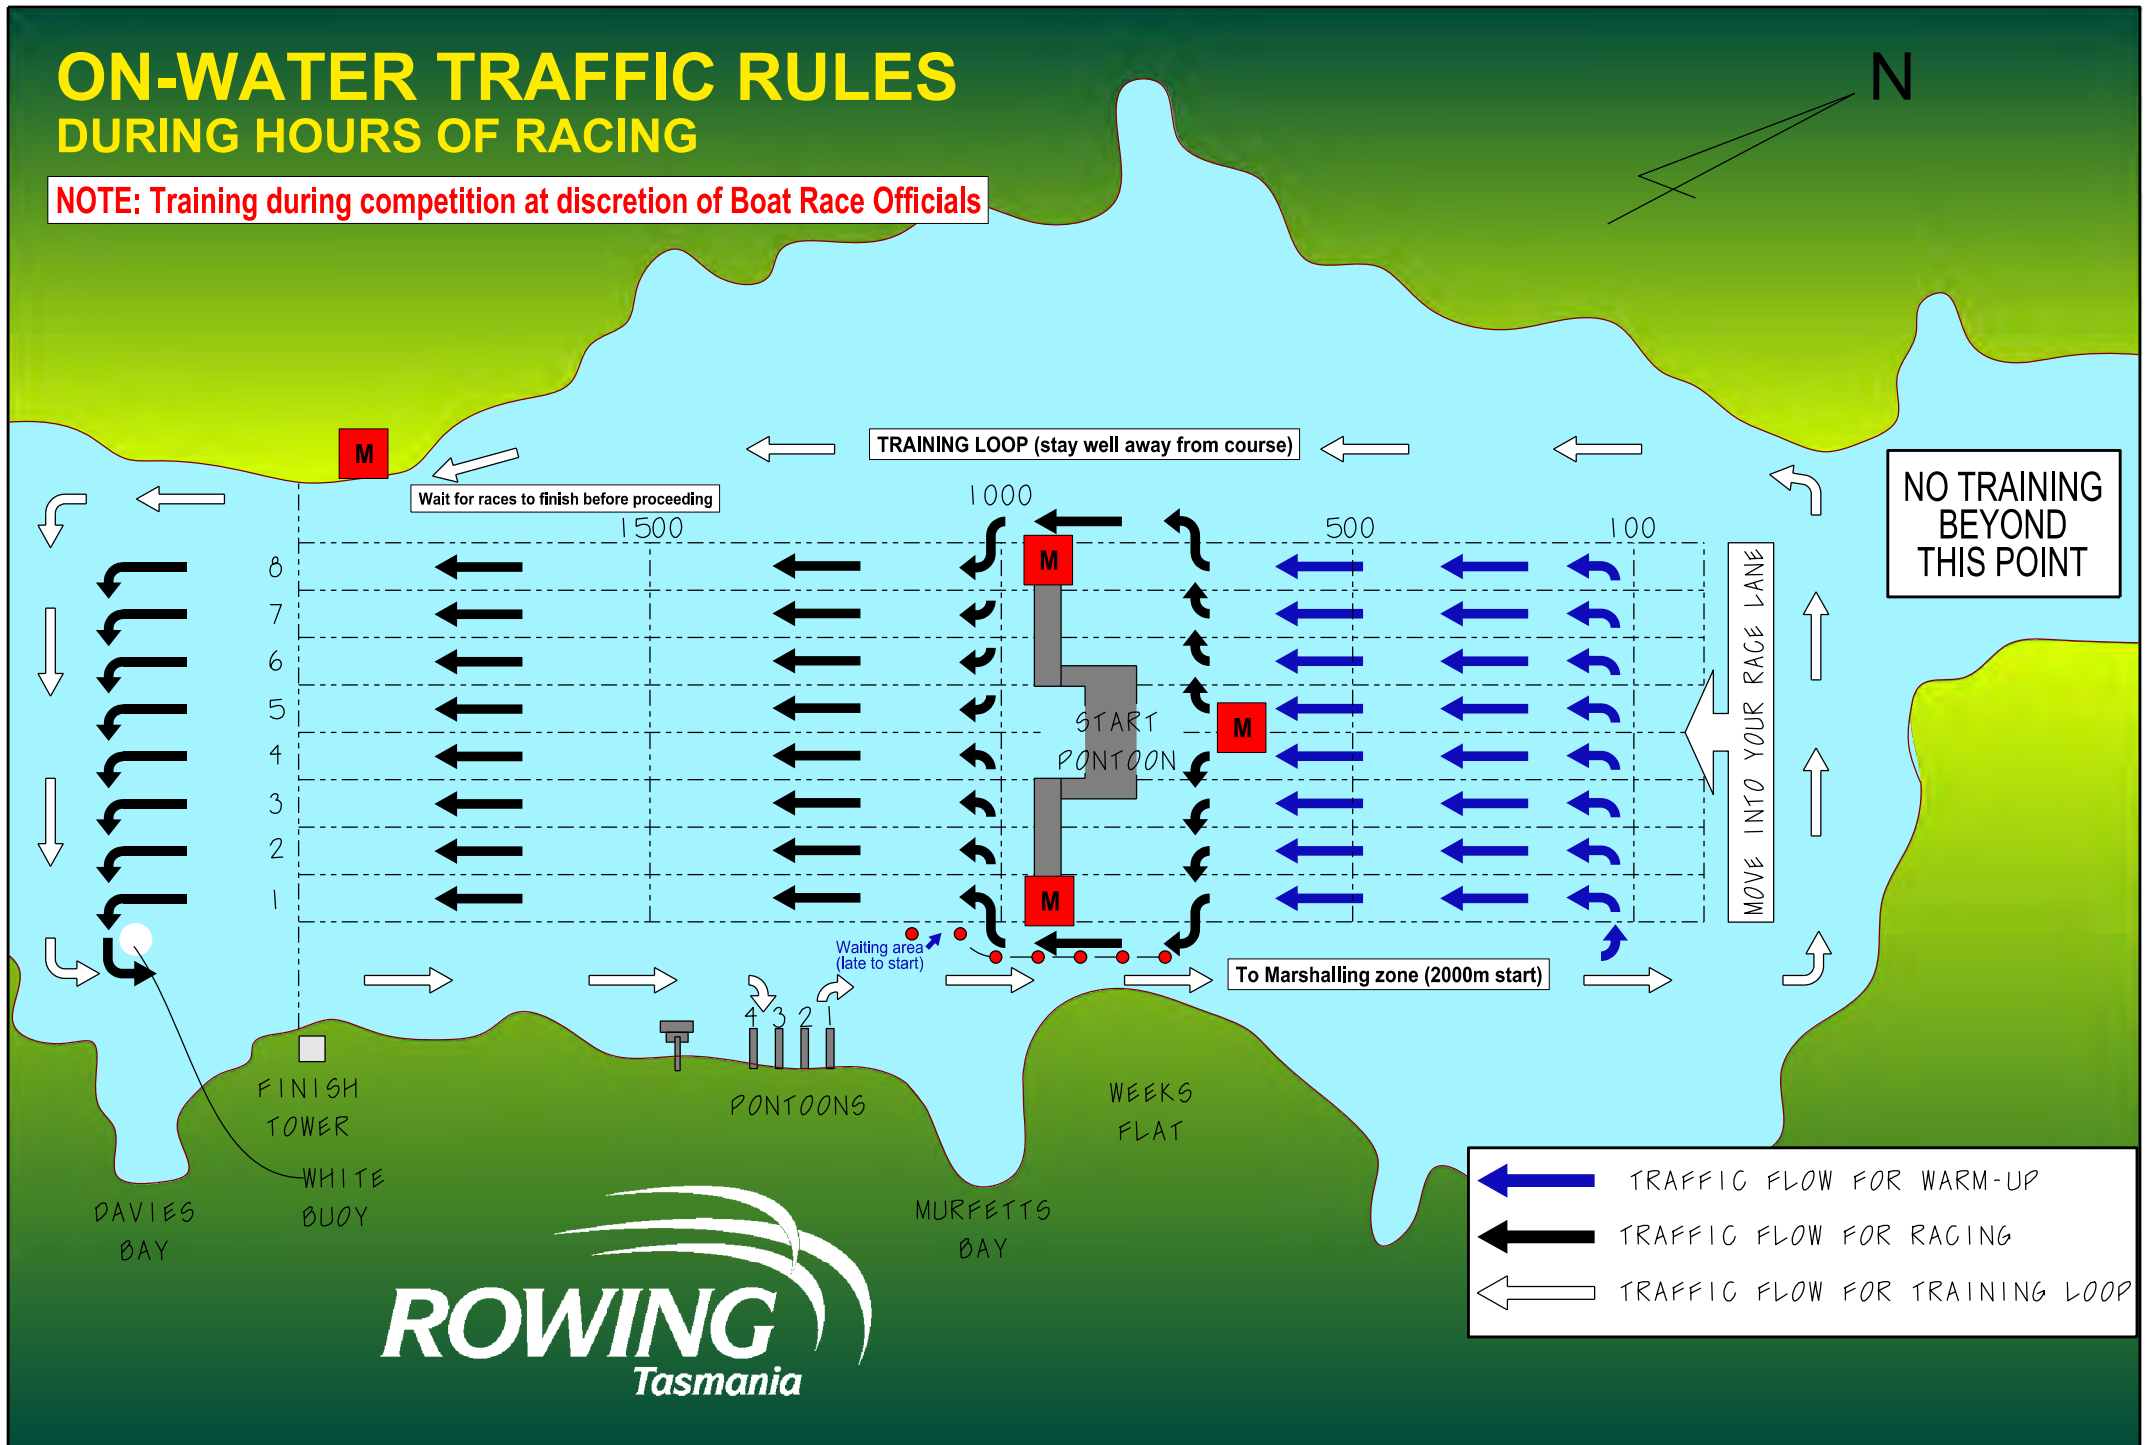 ON-WATER TRAFFIC RULES
DURING HOURS OF RACING
NOTE: Training during competition at discretion of Boat Race Officials
N
M
TRAINING LOOP (stay well away from course)
Wait for races to finish before proceeding
NO TRAINING
BEYOND
THIS POINT
1500
1000
500
100
8
7
6
5
4
3
2
1
M
M
M
START
PONTOON
MOVE INTO YOUR RACE LANE
Waiting area
(late to start)
To Marshalling zone (2000m start)
4 3 2 1
PONTOONS
FINISH
TOWER
WHITE
BUOY
DAVIES
BAY
MURFETTS
BAY
WEEKS
FLAT
ROWING
Tasmania
TRAFFIC FLOW FOR WARM-UP
TRAFFIC FLOW FOR RACING
TRAFFIC FLOW FOR TRAINING LOOP